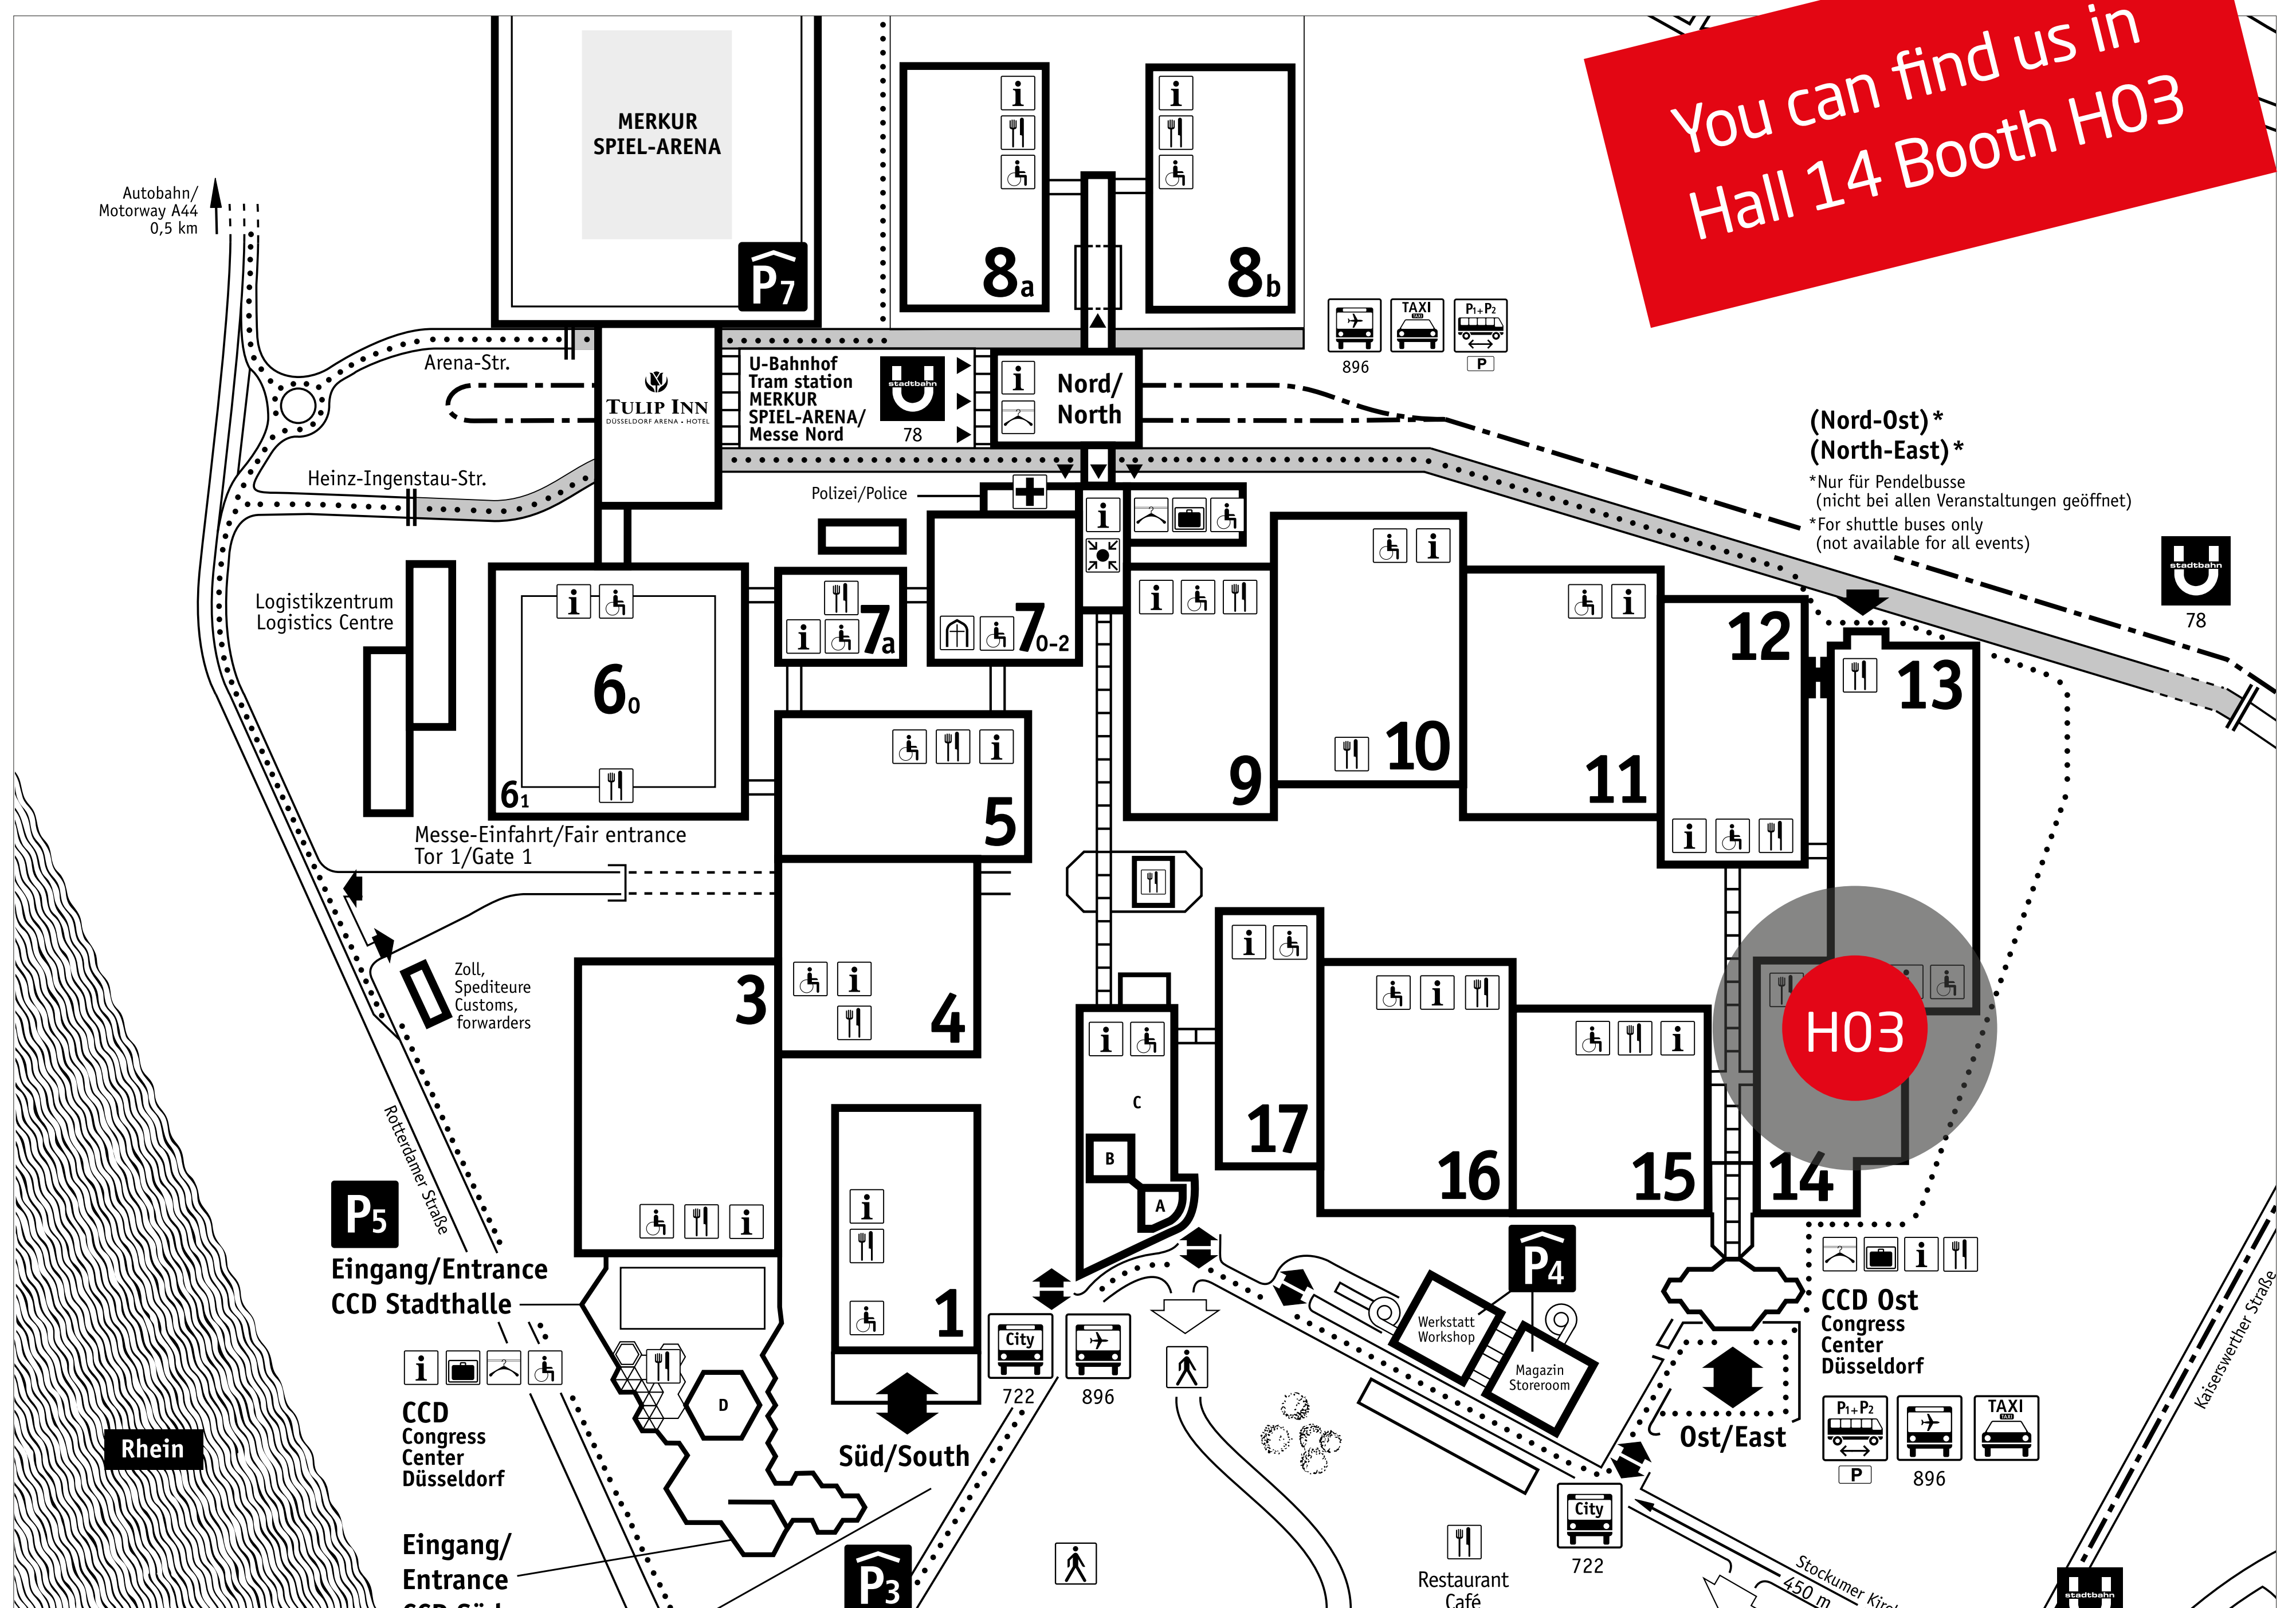 You can find us in
Hall 14 Booth H03
MERKUR
SPIEL-ARENA
P7
8a
8b
Autobahn/
Motorway A44
0,5 km
TAXI
P1+P2
896
P
Arena-Str.
TULIP INN
DÜSSELDORF ARENA • HOTEL
U-Bahnhof
Tram station
MERKUR
SPIEL-ARENA/
Messe Nord
stadtbahn
U
78
Nord/
North
(Nord-Ost)*
(North-East)*
*Nur für Pendelbusse
(nicht bei allen Veranstaltungen geöffnet)
*For shuttle buses only
(not available for all events)
stadtbahn
U
78
Heinz-Ingenstau-Str.
Polizei/Police
Logistikzentrum
Logistics Centre
60
61
7a
70-2
5
9
10
11
12
13
Messe-Einfahrt/Fair entrance
Tor 1/Gate 1
Zoll,
Spediteure
Customs,
forwarders
3
4
H03
C
B
A
17
16
15
14
Rotterdamer Straße
P5
Eingang/Entrance
CCD Stadthalle
1
P4
Werkstatt
Workshop
Magazin
Storeroom
CCD Ost
Congress
Center
Düsseldorf
Kaiserswerther Straße
City
722
896
D
CCD
Congress
Center
Düsseldorf
Rhein
Süd/South
Ost/East
P1+P2
P
896
TAXI
City
722
Eingang/
Entrance
P3
Restaurant
Café
Stockumer
450 m
stadtbahn